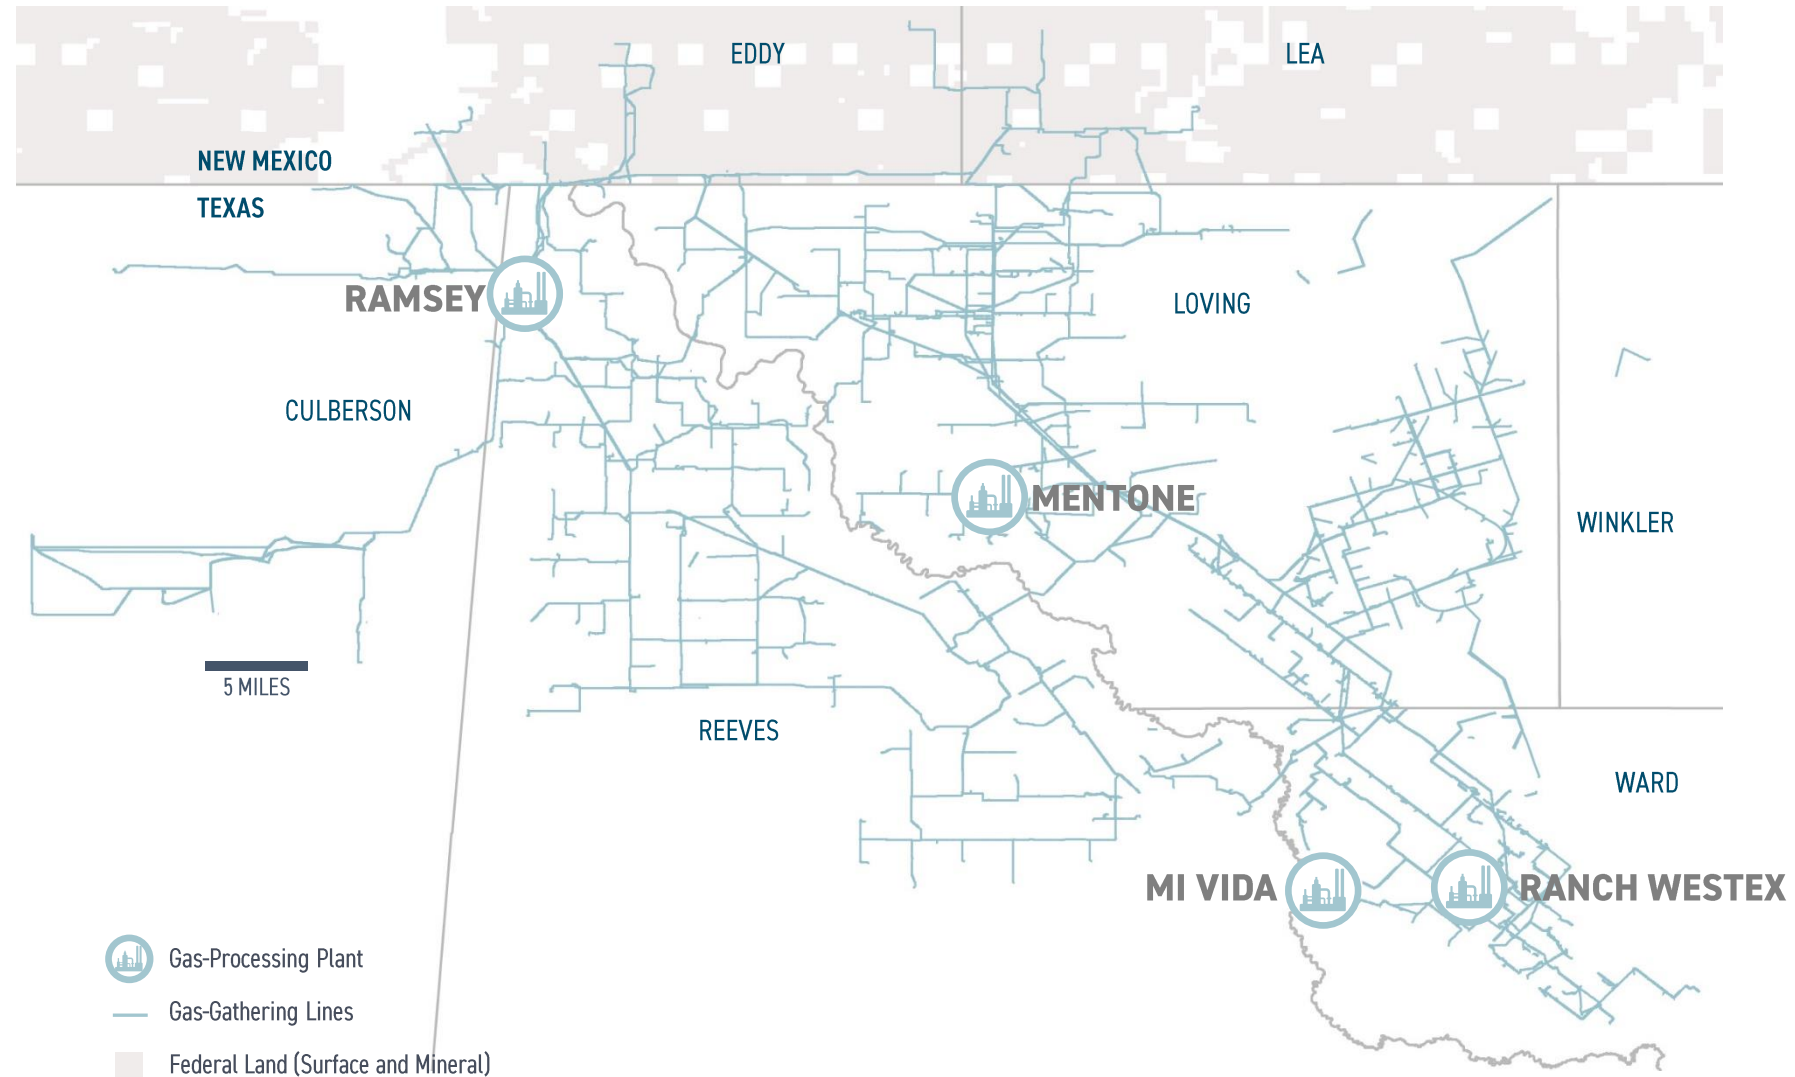 EDDY
LEA
NEW MEXICO
TEXAS
RAMSEY
LOVING
CULBERSON
MENTONE
WINKLER
5 MILES
REEVES
WARD
MI VIDA
RANCH WESTEX
Gas-Processing Plant
Gas-Gathering Lines
Federal Land (Surface and Mineral)